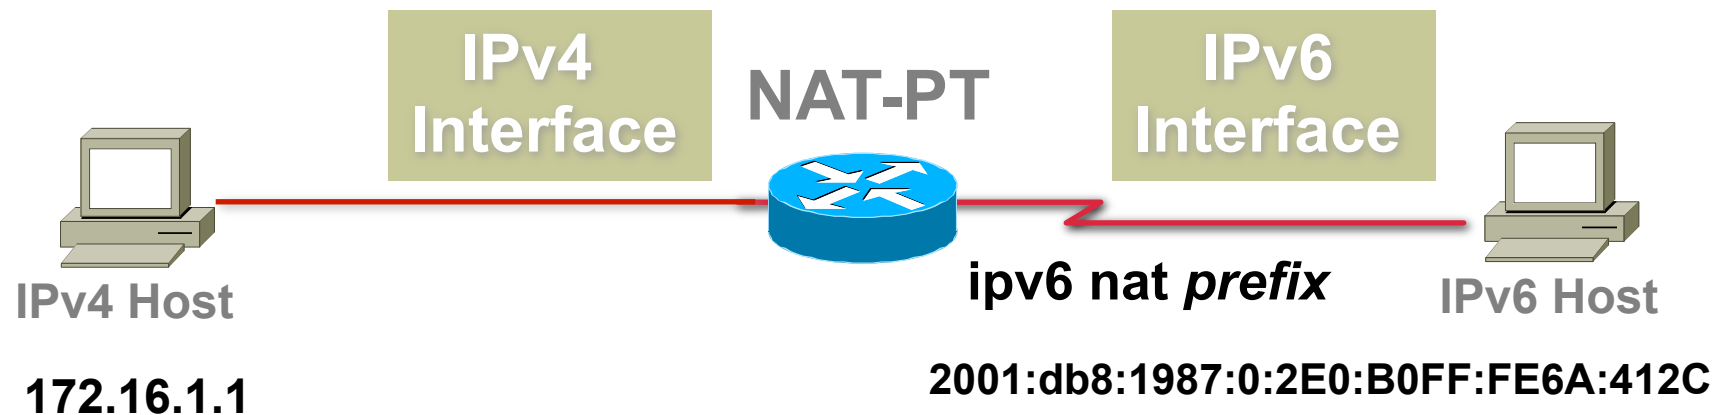 IPv4
Interface
NAT-PT
IPv6
Interface
ipv6 nat prefix
IPv4 Host
IPv6 Host
172.16.1.1
2001:db8:1987:0:2E0:B0FF:FE6A:412C